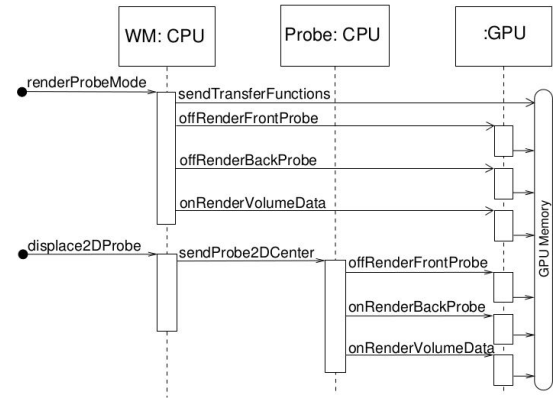 WM: CPU
Probe: CPU
:GPU
renderProbeMode
sendTransferFunctions
offRenderFrontProbe
offRenderBackProbe
onRenderVolumeData
displace2DProbe
sendProbe2DCenter
offRenderFrontProbe
onRenderBackProbe
onRenderVolumeData
GPU Memory